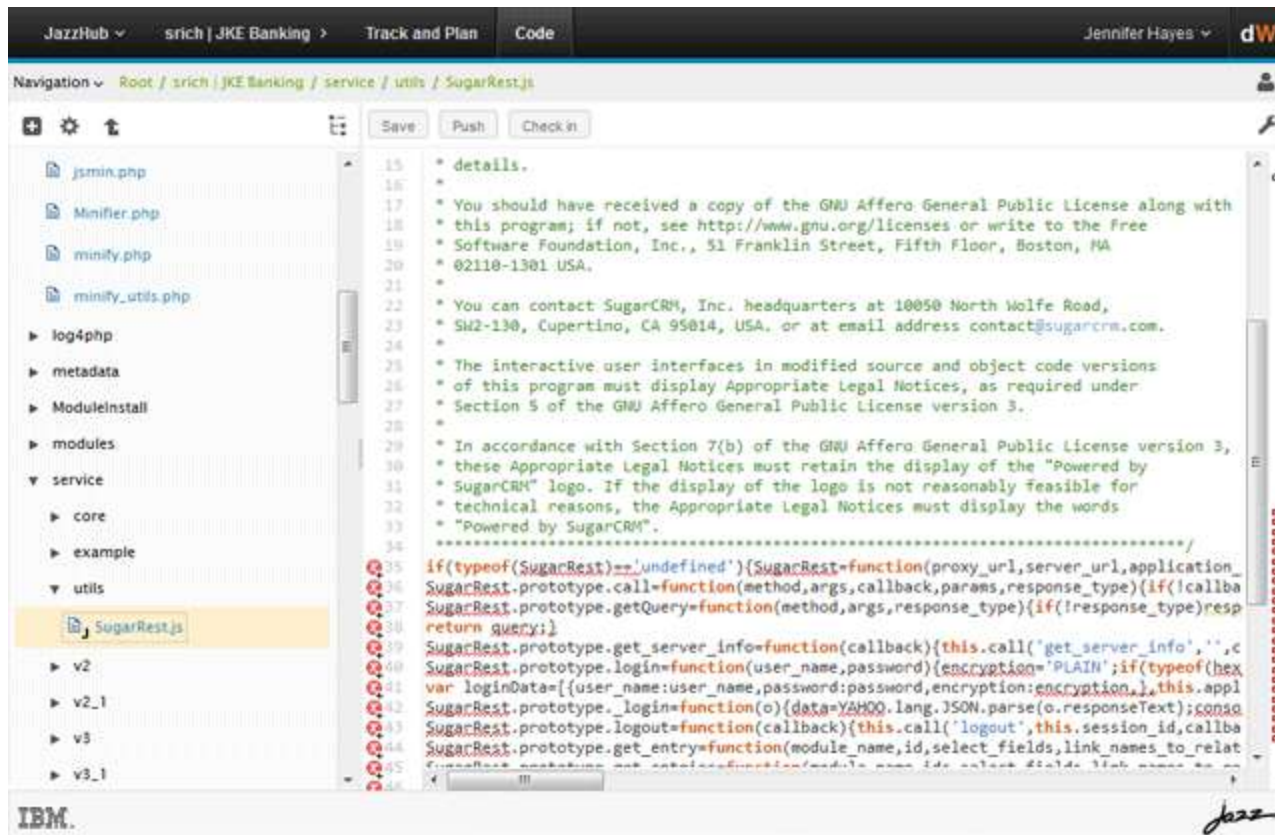 JazzHub srich | JKE Banking > Track and Plan Code Jennifer Hayes dW
Navigation Root / srich | JKE Banking / service / utils / SugarRest.js
Save Push Check in
jsmin.php
Minifier.php
minify.php
minify_utils.php
log4php
metadata
ModuleInstall
modules
service
core
example
utils
SugarRest.js
v2
v2_1
v3
v3_1
15 * details.
16 *
17 * You should have received a copy of the GNU Affero General Public License along with
18 * this program; if not, see http://www.gnu.org/licenses or write to the Free
19 * Software Foundation, Inc., 51 Franklin Street, Fifth Floor, Boston, MA
20 * 02110-1301 USA.
21 *
22 * You can contact SugarCRM, Inc. headquarters at 10050 North Wolfe Road,
23 * SW2-130, Cupertino, CA 95014, USA. or at email address contact@sugarcrm.com.
24 *
25 * The interactive user interfaces in modified source and object code versions
26 * of this program must display Appropriate Legal Notices, as required under
27 * Section 5 of the GNU Affero General Public License version 3.
28 *
29 * In accordance with Section 7(b) of the GNU Affero General Public License version 3,
30 * these Appropriate Legal Notices must retain the display of the "Powered by
31 * SugarCRM" logo. If the display of the logo is not reasonably feasible for
32 * technical reasons, the Appropriate Legal Notices must display the words
33 * "Powered by SugarCRM".
34 ********************************************************************************/
35 if(typeof(SugarRest)=='undefined'){SugarRest=function(proxy_url,server_url,application_
36 SugarRest.prototype.call=function(method,args,callback,params,response_type){if(!callba
37 SugarRest.prototype.getQuery=function(method,args,response_type){if(!response_type)resp
38 return query;}
39 SugarRest.prototype.get_server_info=function(callback){this.call('get_server_info','',c
40 SugarRest.prototype.login=function(user_name,password){encryption='PLAIN';if(typeof(hex
41 var loginData=[{user_name:user_name,password:password,encryption:encryption,},this.appl
42 SugarRest.prototype._login=function(o){data=YAHOO.lang.JSON.parse(o.responseText);conso
43 SugarRest.prototype.logout=function(callback){this.call('logout',this.session_id,callba
44 SugarRest.prototype.get_entry=function(module_name,id,select_fields,link_names_to_relat
45
IBM. Jazz